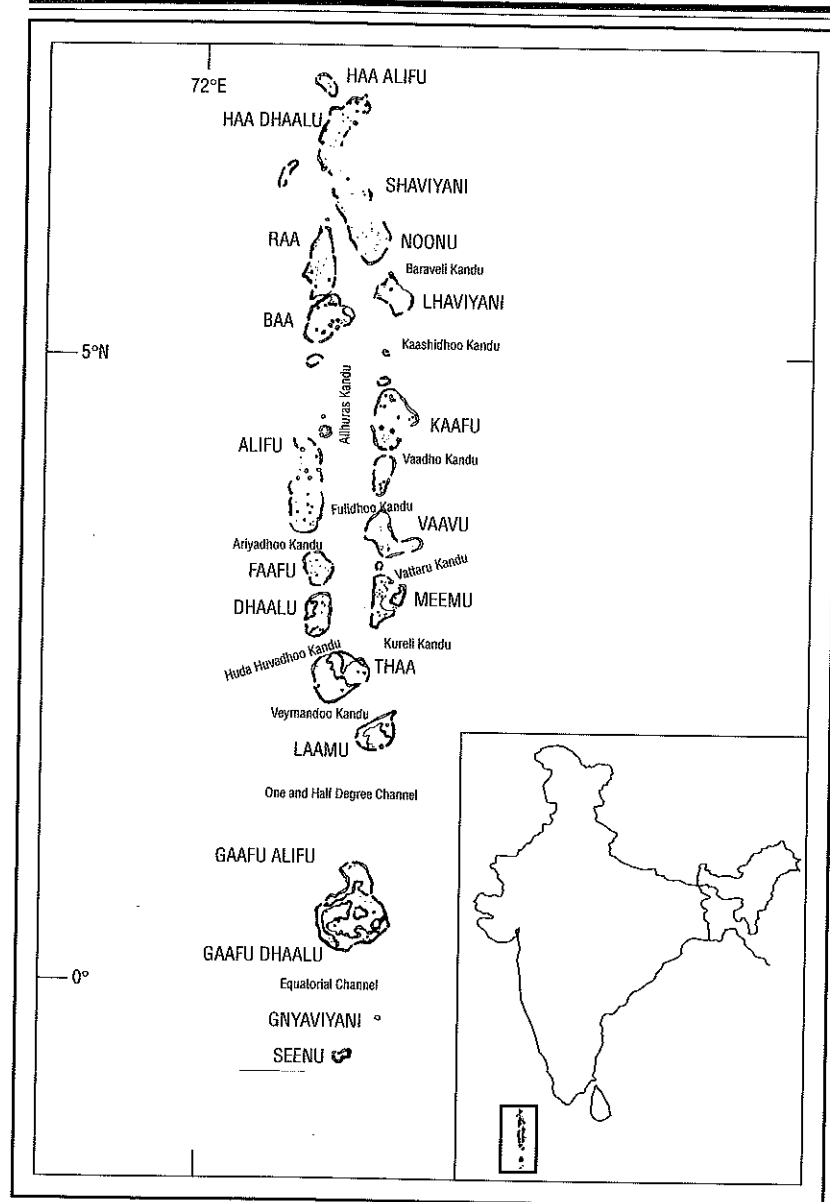 72°E
HAA ALIFU
HAA DHAALU
SHAVIYANI
RAA
NOONU
Baraveli Kandu
LHAVIYANI
BAA
Kaashidhoo Kandu
5°N
Kandu
KAAFU
ALIFU
Vaadho Kandu
Fulidhoo Kandu
VAAVU
Ariyadhoo Kandu
FAAFU
Vattaru Kandu
DHAALU
MEEMU
Kureli Kandu
Huda Huvadhoo Kandu
THAA
Veymandoo Kandu
LAAMU
One and Half Degree Channel
GAAFU ALIFU
GAAFU DHAALU
0°
Equatorial Channel
GNYAVIYANI
SEENU